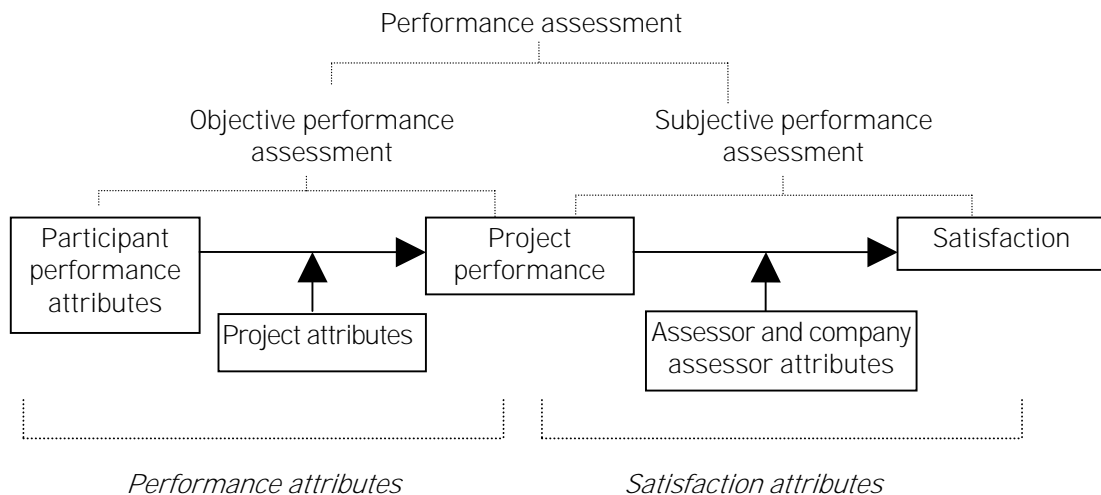 Performance assessment
Objective performance
assessment
Subjective performance
assessment
Participant
performance
attributes
Project
performance
Satisfaction
Project attributes
Assessor and company
assessor attributes
Performance attributes
Satisfaction attributes